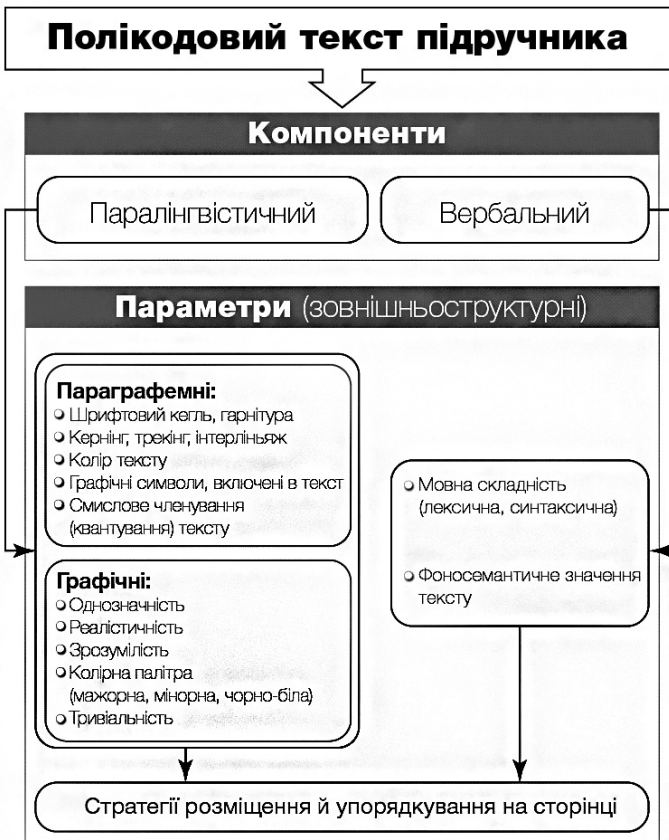 Полікодовий текст підручника
Компоненти
Паралінгвістичний
Вербальний
Параметри (зовнішньоструктурні)
Параграфемні:
Шрифтовий кегль, гарнітура
Кернінг, трекінг, інтерліньяж
Колір тексту
Графічні символи, включені в текст
Смислове членування
(квантування) тексту
Графічні:
Однозначність
Реалістичність
Зрозумілість
Колірна палітра
(мажорна, мінорна, чорно-біла)
Тривіальність
Мовна складність
(лексична, синтаксична)
Фоносемантичне значення
тексту
Стратегії розміщення й упорядкування на сторінці